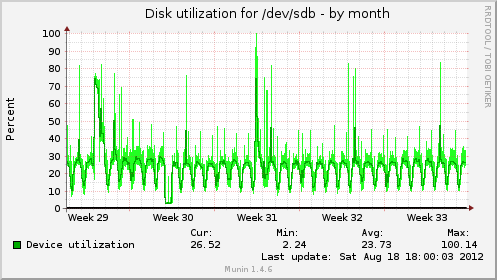 Disk utilization for /dev/sdb - by month
RRDTOOL / TOBI OETIKER
Percent
100
90
80
70
60
50
40
30
20
10
0
Week 29 Week 30 Week 31 Week 32 Week 33
Cur: Min: Avg: Max:
Device utilization 26.52 2.24 23.73 100.14
Last update: Sat Aug 18 18:00:03 2012
Munin 1.4.6